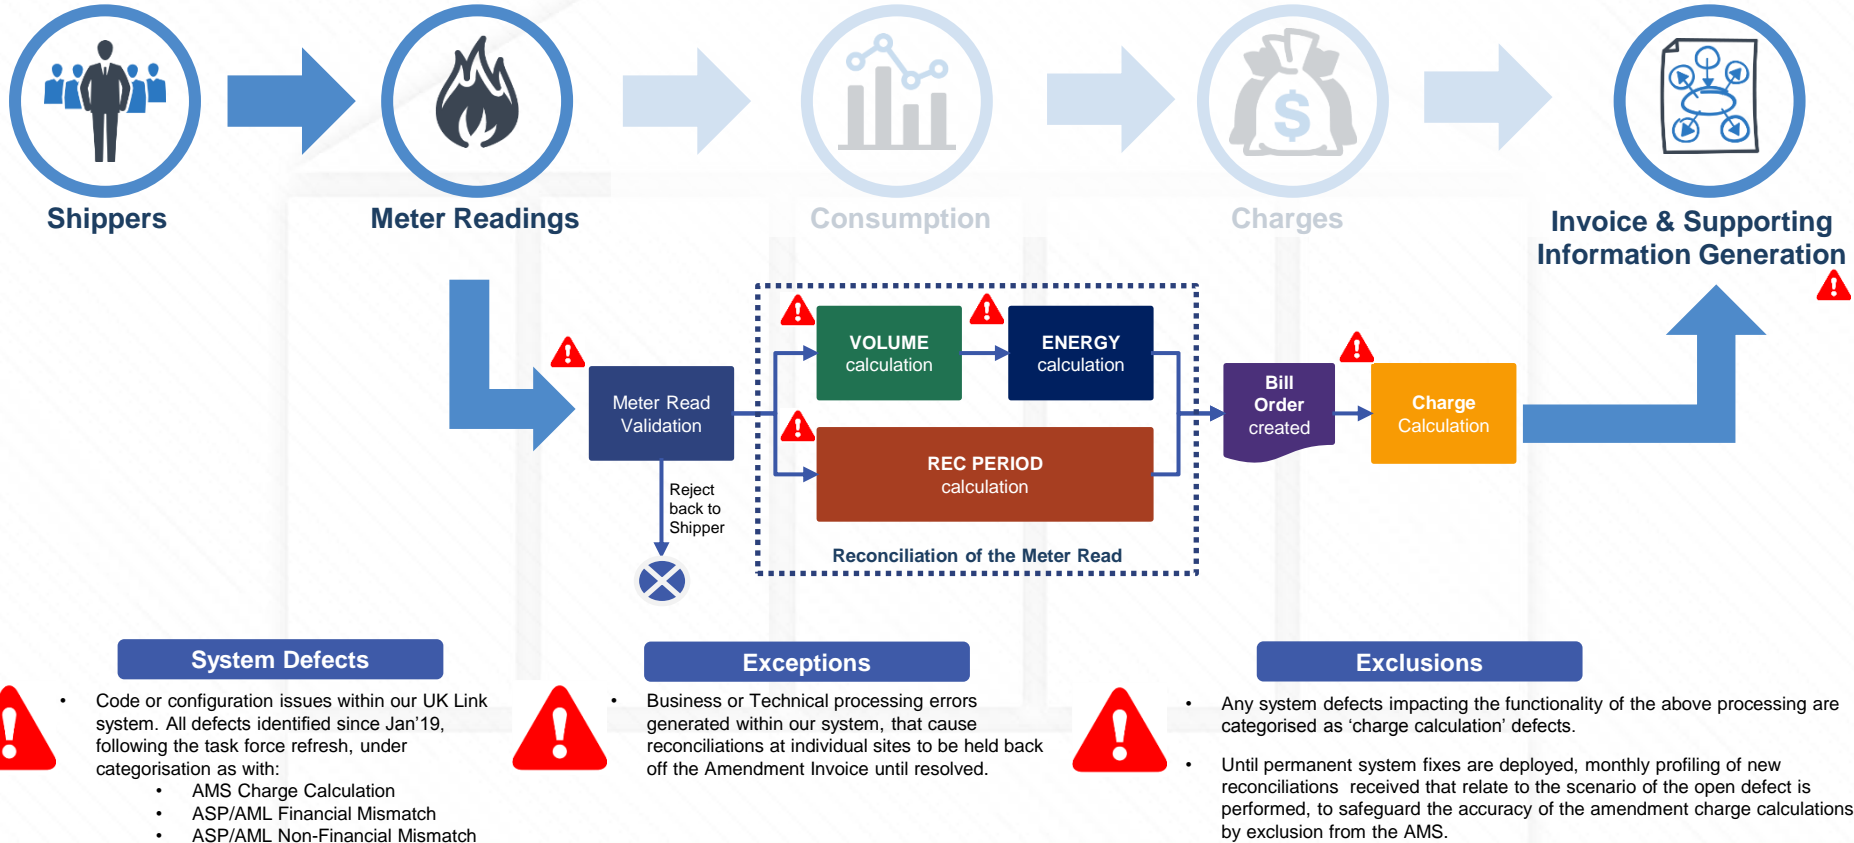 Shippers
Meter Readings
Consumption
Charges
Invoice & Supporting
Information Generation
$
VOLUME
calculation
ENERGY
calculation
Meter Read
Validation
REC PERIOD
calculation
Bill
Order
created
Charge
Calculation
Reject
back to
Shipper
Reconciliation of the Meter Read
System Defects
• Code or configuration issues within our UK Link
system. All defects identified since Jan’19,
following the task force refresh, under
categorisation as with:
• AMS Charge Calculation
• ASP/AML Financial Mismatch
• ASP/AML Non-Financial Mismatch
Exceptions
• Business or Technical processing errors
generated within our system, that cause
reconciliations at individual sites to be held back
off the Amendment Invoice until resolved.
Exclusions
• Any system defects impacting the functionality of the above processing are
categorised as ‘charge calculation’ defects.
• Until permanent system fixes are deployed, monthly profiling of new
reconciliations received that relate to the scenario of the open defect is
performed, to safeguard the accuracy of the amendment charge calculations
by exclusion from the AMS.